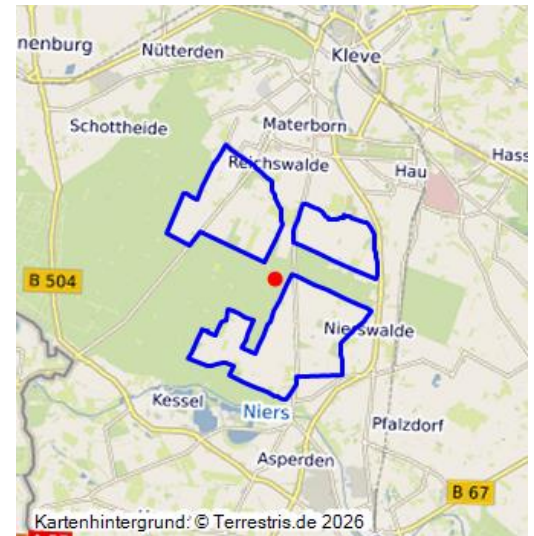 nenburg
Nütterden
Kleve
Schottheide
Materborn
Hass
Reichswalde
Hau
B 504
Nierswalde
Kessel
Niers
Pfalzdorf
Asperden
B 67
Kartenhintergrund: © Terrestris.de 2026